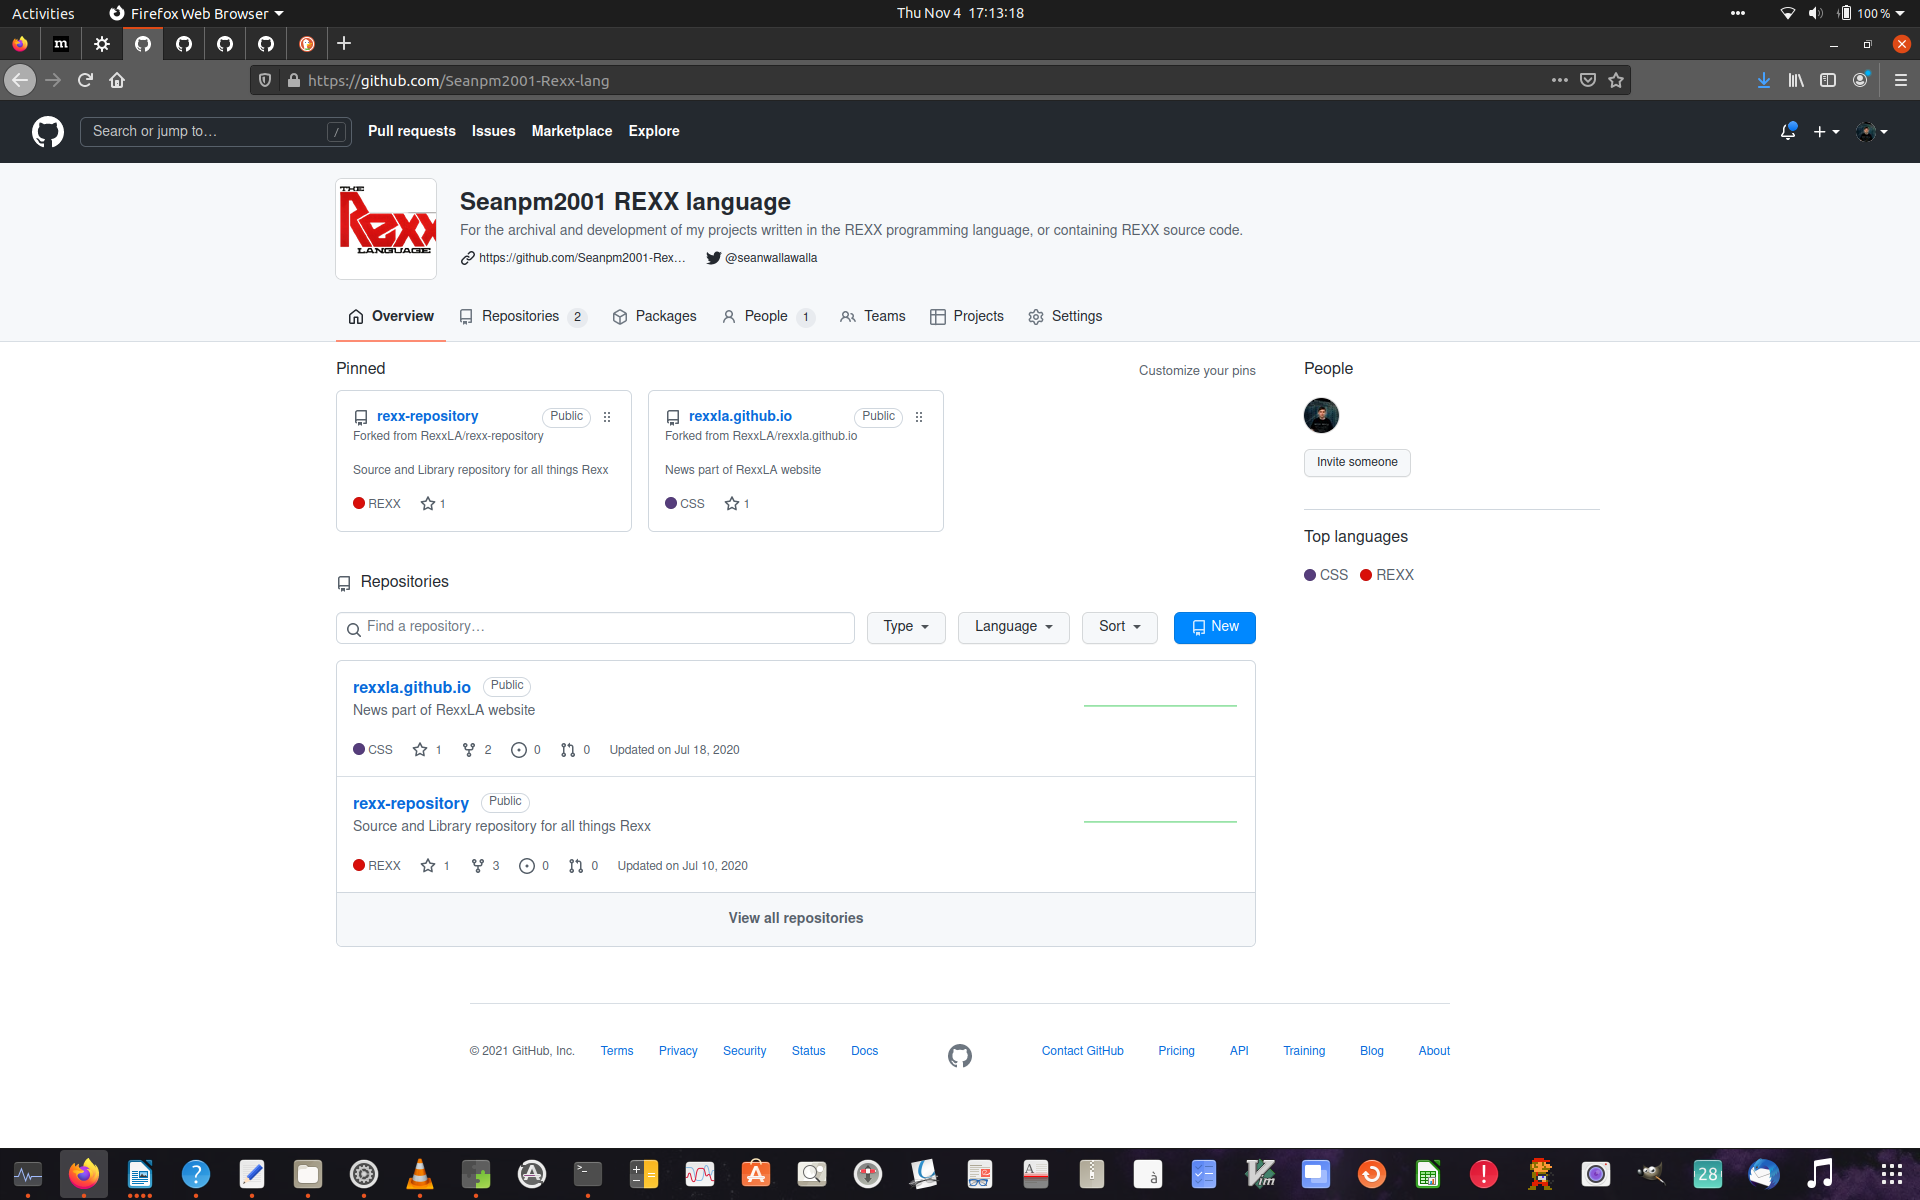 Activities
Firefox Web Browser
Thu Nov 4 17:13:18
100 %
m
https://github.com/Seanpm2001-Rexx-lang
Search or jump to…
/
Pull requests
Issues
Marketplace
Explore
THE
Rexx
LANGUAGE
Seanpm2001 REXX language
For the archival and development of my projects written in the REXX programming language, or containing REXX source code.
https://github.com/Seanpm2001-Rex…
@seanwallawalla
Overview
Repositories 2
Packages
People 1
Teams
Projects
Settings
Pinned
Customize your pins
rexx-repository
Public
Forked from RexxLA/rexx-repository
Source and Library repository for all things Rexx
REXX
1
rexxla.github.io
Public
Forked from RexxLA/rexxla.github.io
News part of RexxLA website
CSS
1
People
Invite someone
Top languages
CSS
REXX
Repositories
Find a repository…
Type
Language
Sort
New
rexxla.github.io
Public
News part of RexxLA website
CSS 1 2 0 0 Updated on Jul 18, 2020
rexx-repository
Public
Source and Library repository for all things Rexx
REXX 1 3 0 0 Updated on Jul 10, 2020
View all repositories
© 2021 GitHub, Inc.
Terms
Privacy
Security
Status
Docs
Contact GitHub
Pricing
API
Training
Blog
About
?
>_
A
à
Vim
!
28